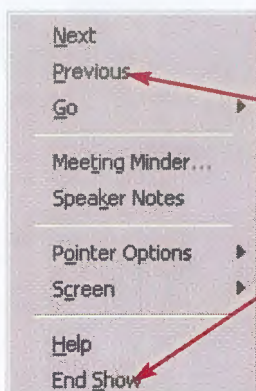 Next
Previous
Go
Meeting Minder...
Speaker Notes
Pointer Options
Screen
Help
End Show